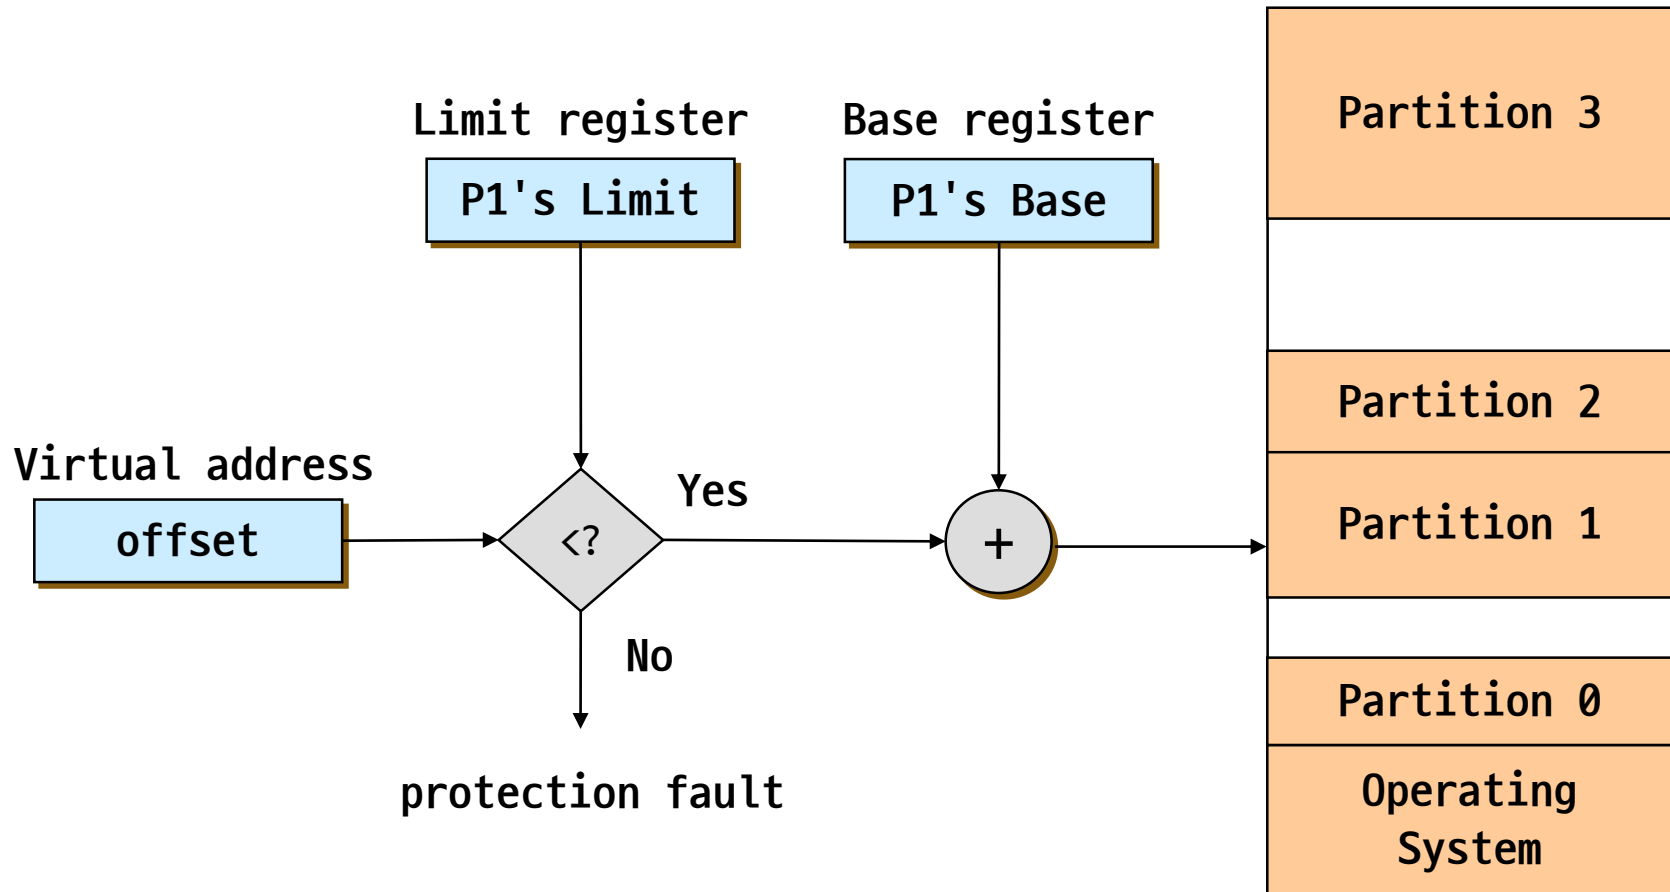 Partition 3
Limit register
Base register
P1's Limit
P1's Base
Partition 2
Virtual address
Yes
offset
<?
+
Partition 1
No
Partition 0
protection fault
Operating
System